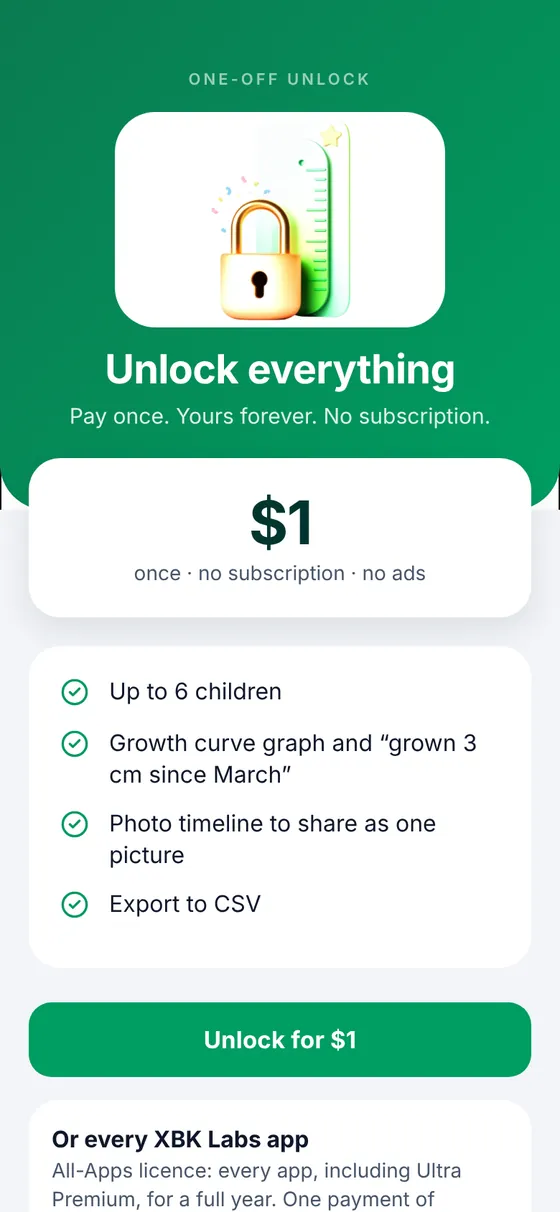 ONE-OFF UNLOCK
Unlock everything
Pay once. Yours forever. No subscription.
$1
once · no subscription · no ads
Up to 6 children
Growth curve graph and “grown 3
cm since March”
Photo timeline to share as one
picture
Export to CSV
Unlock for $1
Or every XBK Labs app
All-Apps licence: every app, including Ultra
Premium, for a full year. One payment of